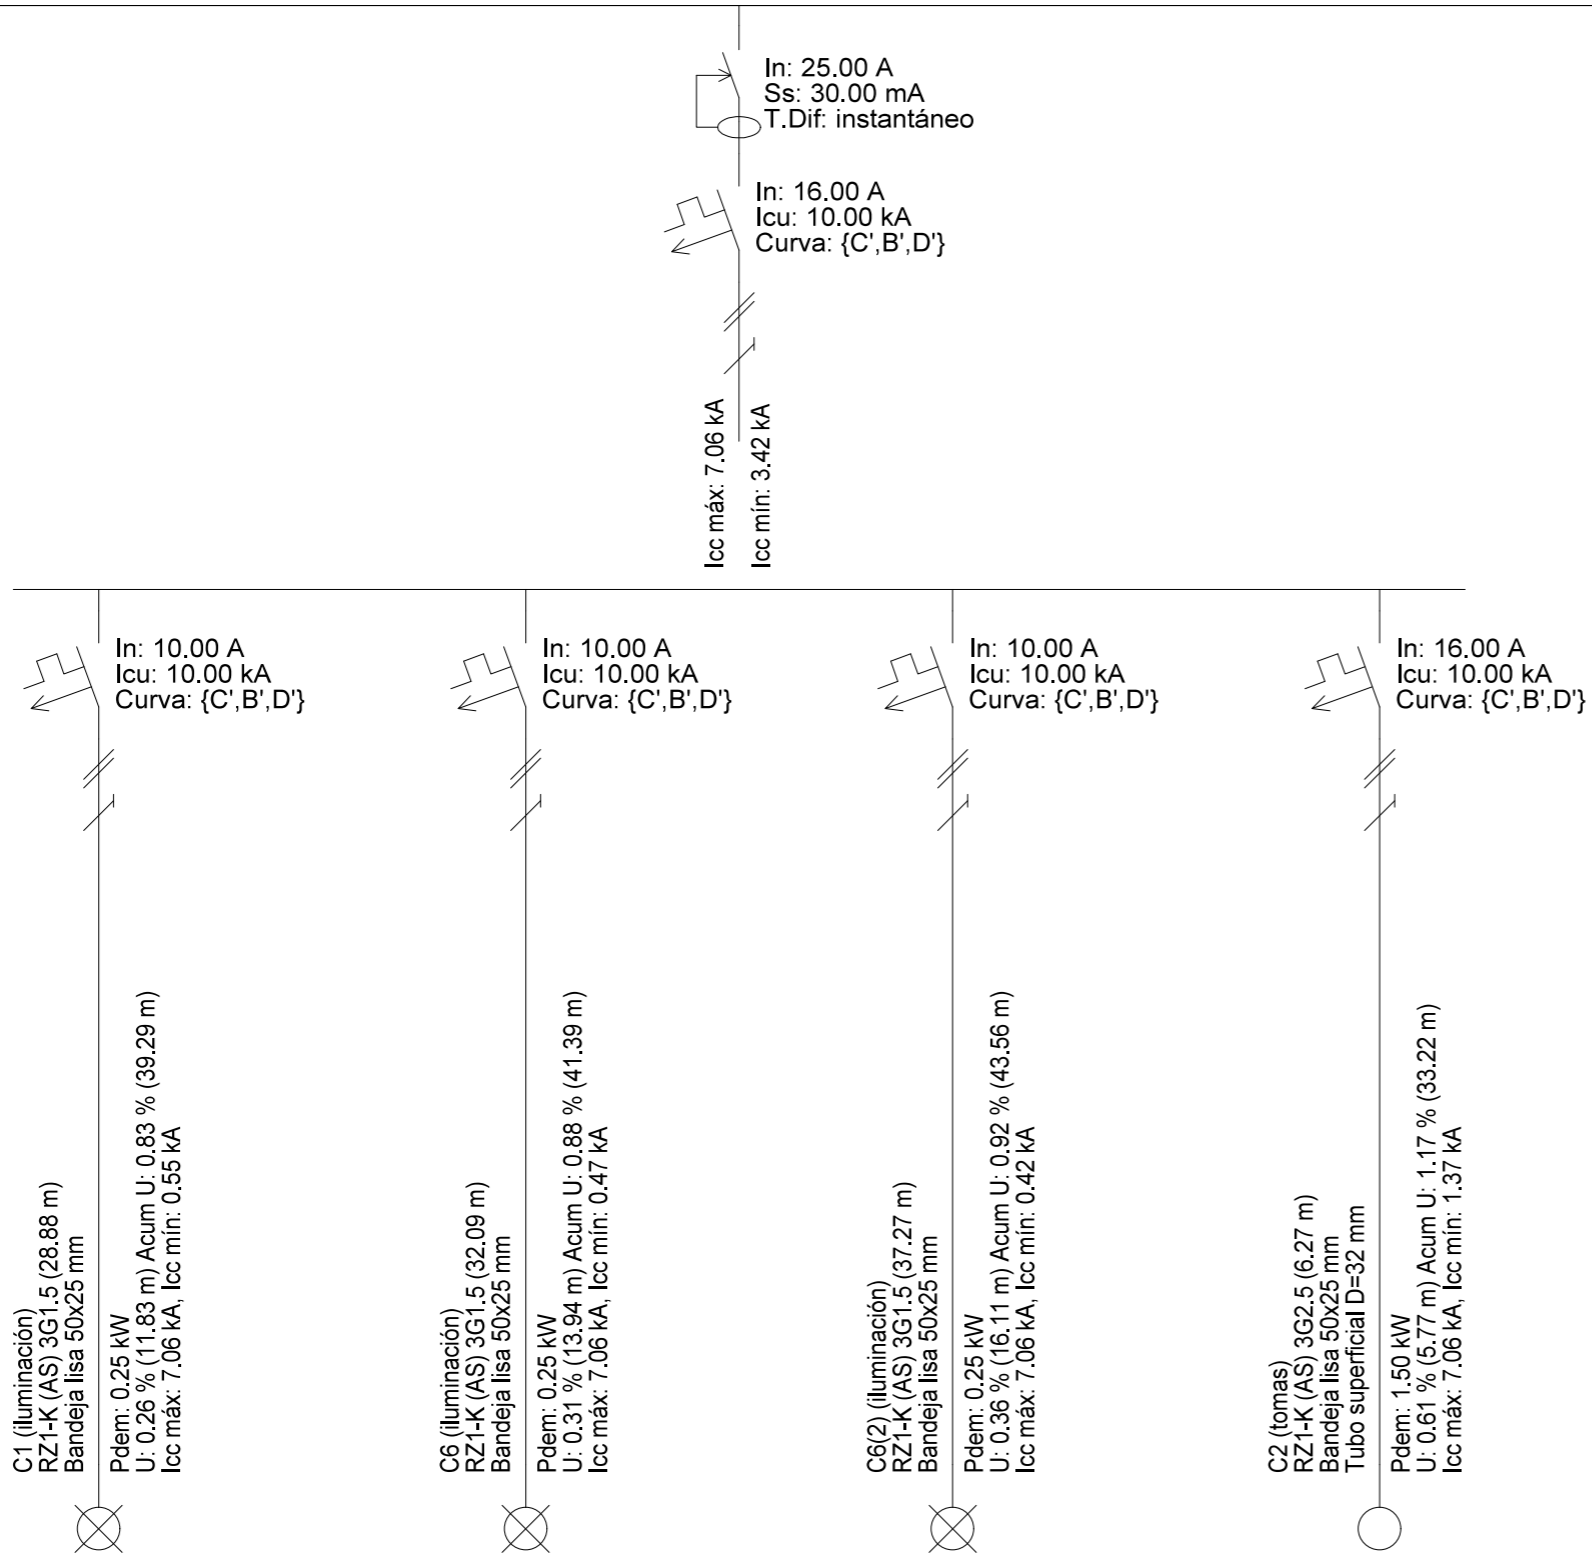 In: 25.00 A
Ss: 30.00 mA
T.Dif: instantáneo
In: 16.00 A
Icu: 10.00 kA
Curva: {C',B',D'}
Icc máx: 7.06 kA
Icc mín: 3.42 kA
In: 10.00 A
Icu: 10.00 kA
Curva: {C',B',D'}
In: 10.00 A
Icu: 10.00 kA
Curva: {C',B',D'}
In: 10.00 A
Icu: 10.00 kA
Curva: {C',B',D'}
In: 16.00 A
Icu: 10.00 kA
Curva: {C',B',D'}
C1 (iluminación)
RZ1-K (AS) 3G1.5 (28.88 m)
Bandeja lisa 50x25 mm
Pdem: 0.25 kW
U: 0.26 % (11.83 m) Acum U: 0.83 % (39.29 m)
Icc máx: 7.06 kA, Icc mín: 0.55 kA
C6 (iluminación)
RZ1-K (AS) 3G1.5 (32.09 m)
Bandeja lisa 50x25 mm
Pdem: 0.25 kW
U: 0.31 % (13.94 m) Acum U: 0.88 % (41.39 m)
Icc máx: 7.06 kA, Icc mín: 0.47 kA
C6(2) (iluminación)
RZ1-K (AS) 3G1.5 (37.27 m)
Bandeja lisa 50x25 mm
Pdem: 0.25 kW
U: 0.36 % (16.11 m) Acum U: 0.92 % (43.56 m)
Icc máx: 7.06 kA, Icc mín: 0.42 kA
C2 (tomas)
RZ1-K (AS) 3G2.5 (6.27 m)
Bandeja lisa 50x25 mm
Tubo superficial D=32 mm
Pdem: 1.50 kW
U: 0.61 % (5.77 m) Acum U: 1.17 % (33.22 m)
Icc máx: 7.06 kA, Icc mín: 1.37 kA